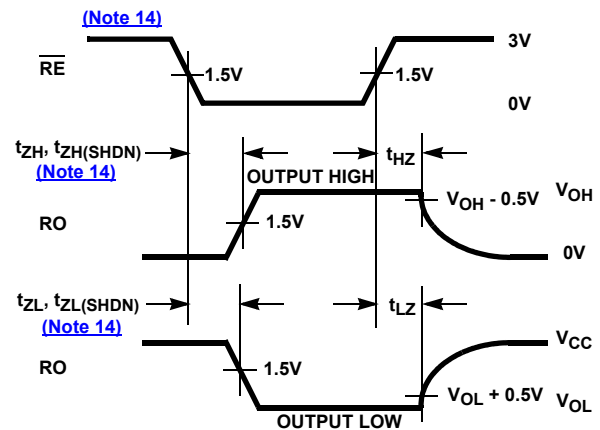 (Note 14)
RE
1.5V
1.5V
3V
0V
tZH, tZH(SHDN)
(Note 14)
OUTPUT HIGH
tHZ
VOH - 0.5V
VOH
1.5V
RO
0V
tZL, tZL(SHDN)
(Note 14)
tLZ
VCC
RO
1.5V
VOL + 0.5V
VOL
OUTPUT LOW